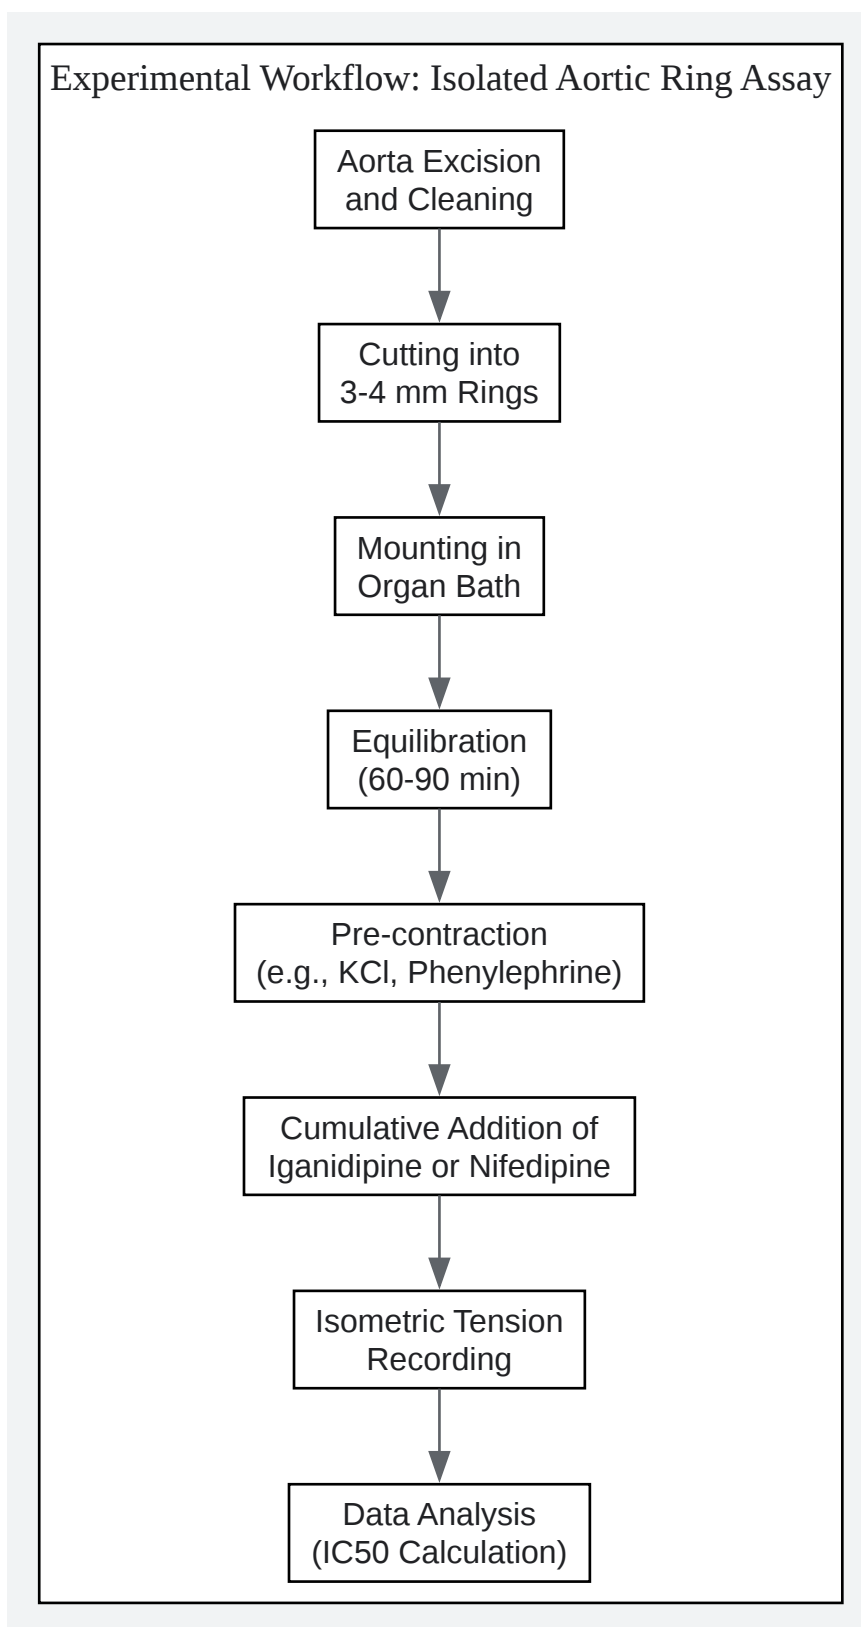 Experimental Workflow: Isolated Aortic Ring Assay
Aorta Excision
and Cleaning
Cutting into
3-4 mm Rings
Mounting in
Organ Bath
Equilibration
(60-90 min)
Pre-contraction
(e.g., KCl, Phenylephrine)
Cumulative Addition of
Iganidipine or Nifedipine
Isometric Tension
Recording
Data Analysis
(IC50 Calculation)